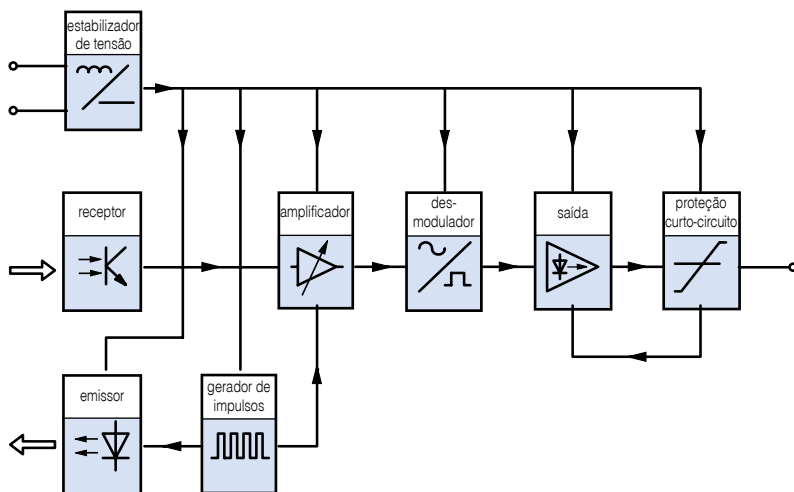 estabilizador
de tensão
receptor
amplificador
des-
modulador
saída
proteção
curto-circuito
emissor
gerador de
impulsos